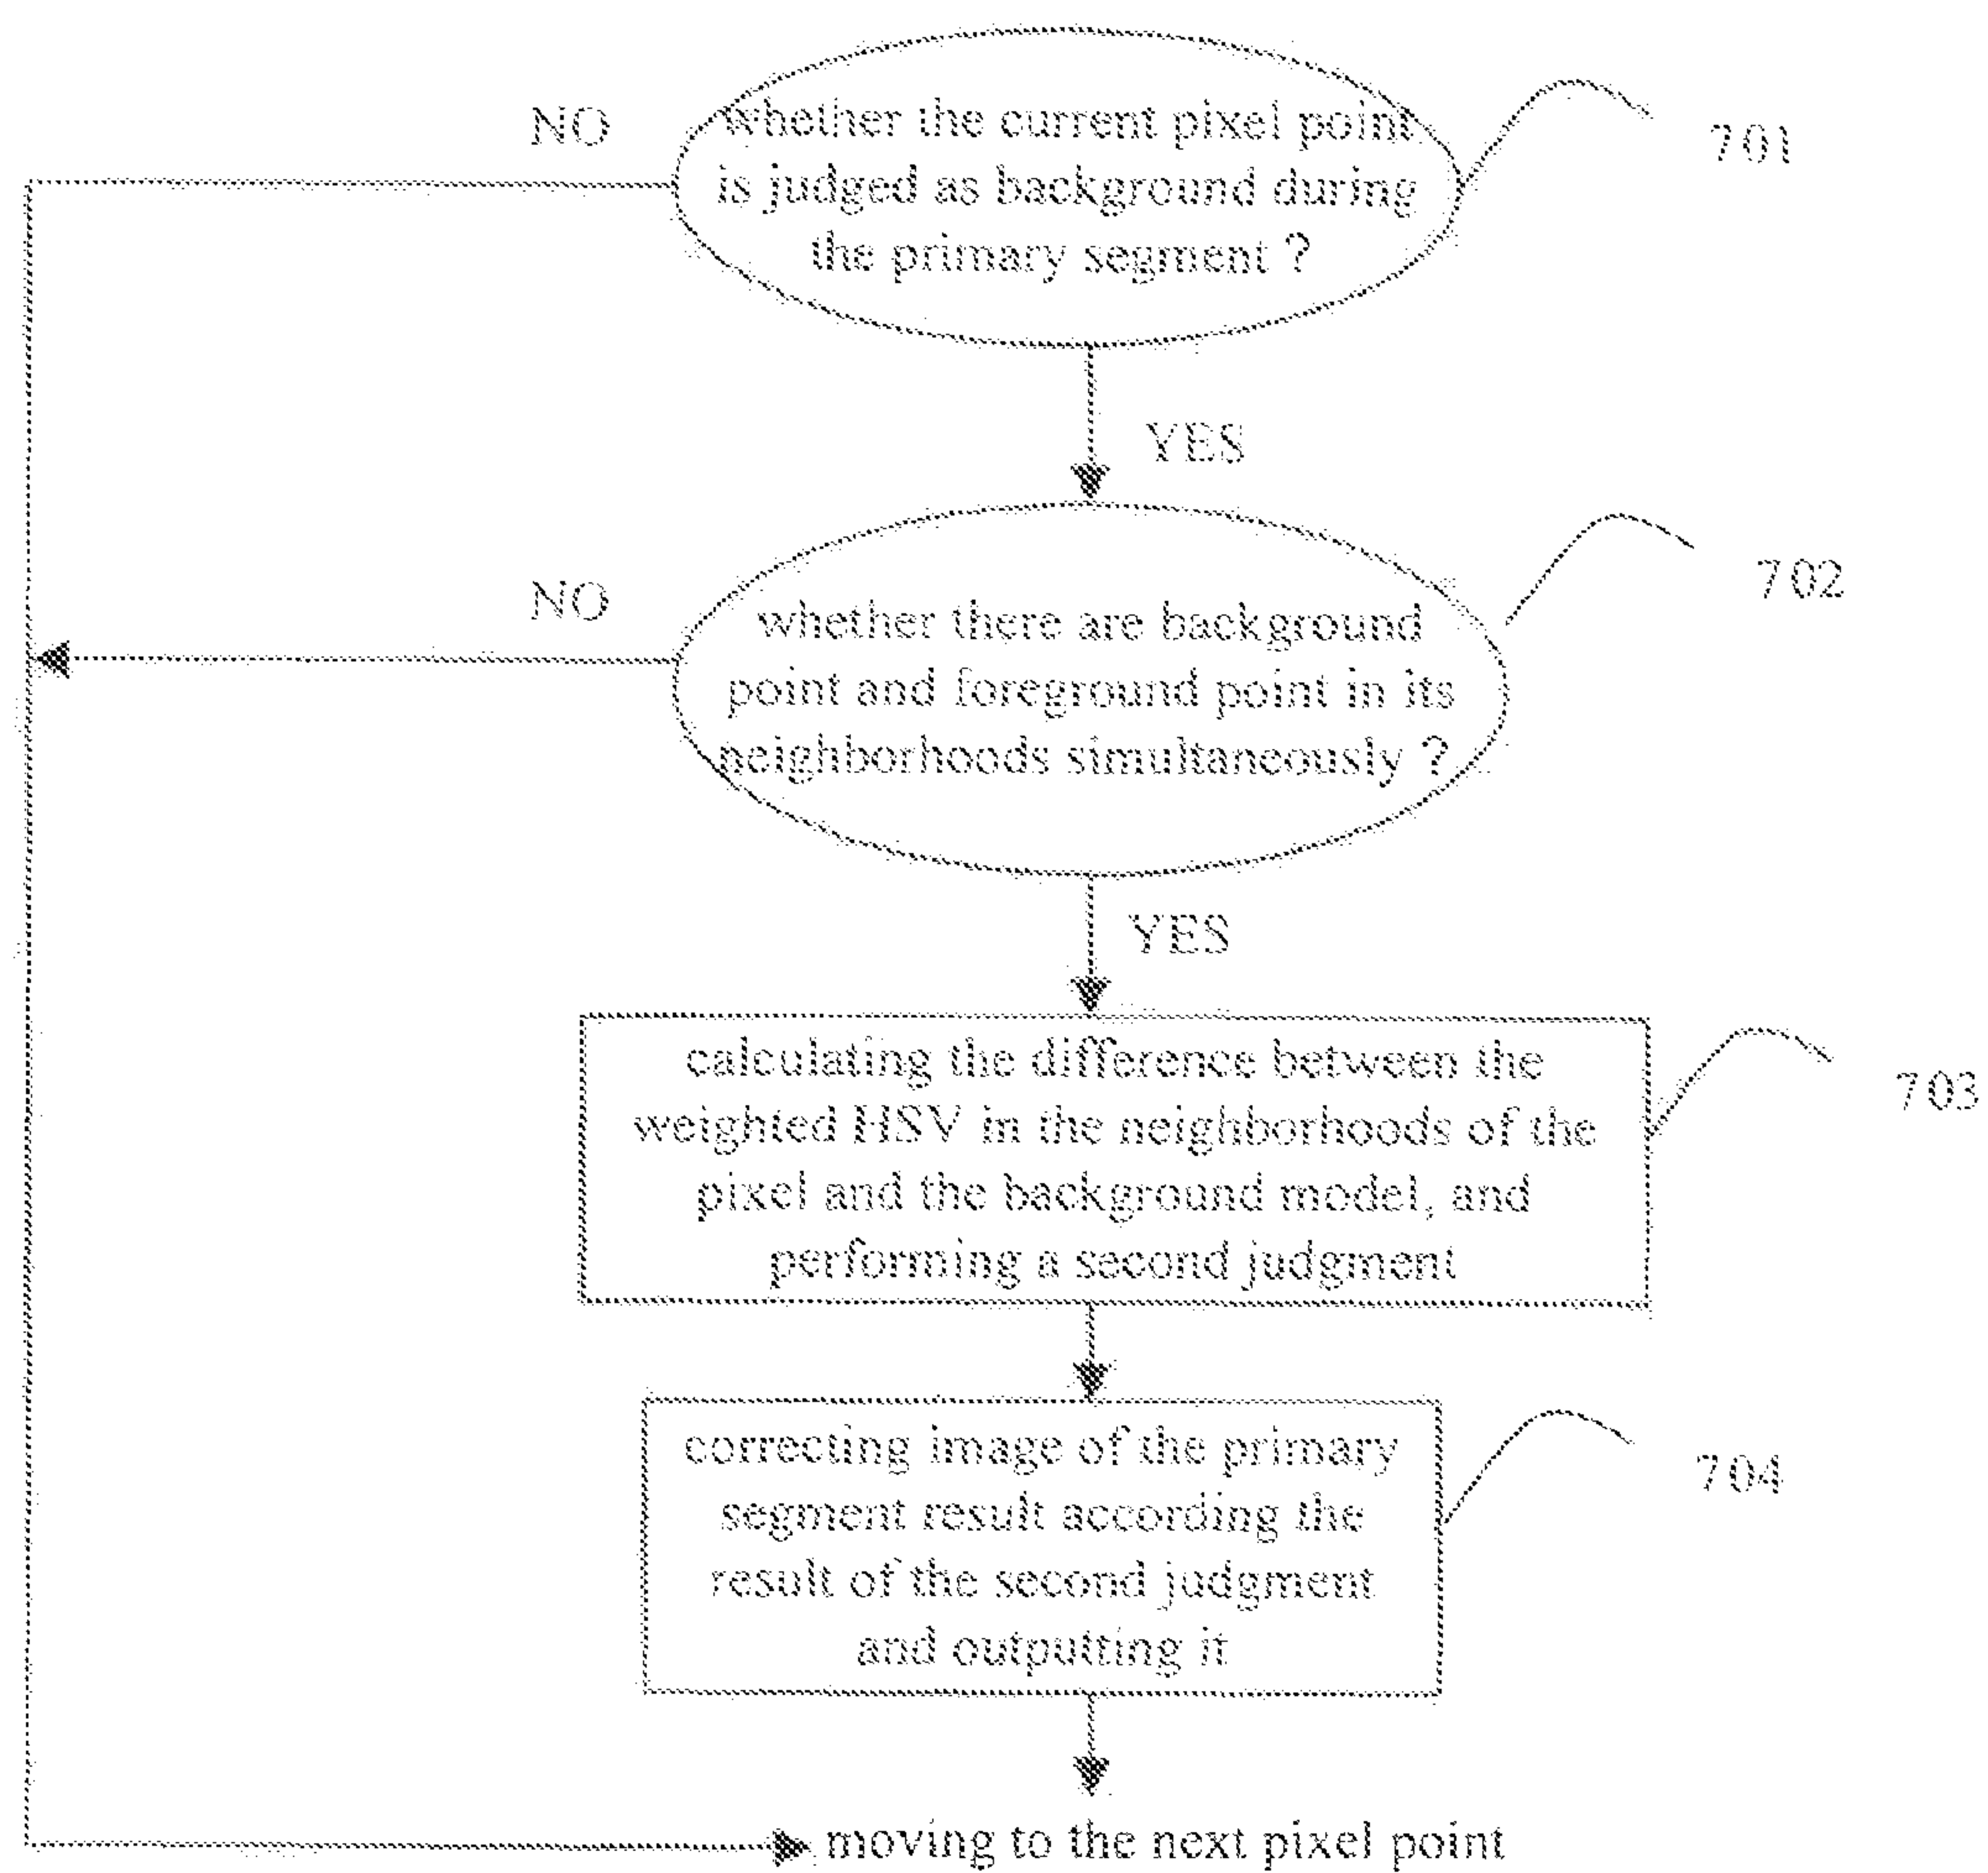 NO
whether the current pixel point
is judged as background during
the primary segment ?
701
YES
NO
whether there are background
point and foreground point in its
neighborhoods simultaneously ?
702
YES
calculating the difference between the
weighted HSV in the neighborhoods of the
pixel and the background model, and
performing a second judgment
703
correcting image of the primary
segment result according the
result of the second judgment
and outputting it
704
moving to the next pixel point